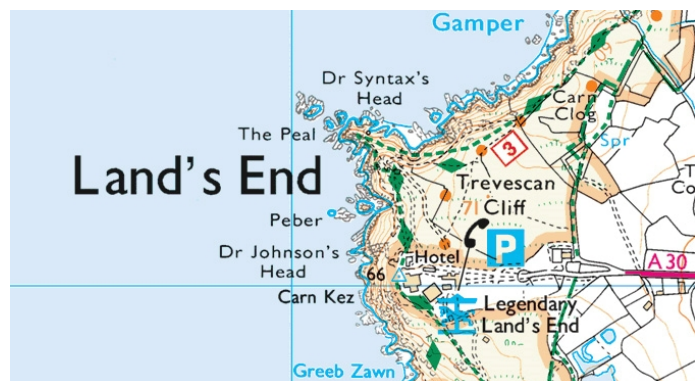 Gamper
Dr Syntax's
Head
Carn
Clog
60
The Peal
3
Spr
Land's End
Trevescan
71 Cliff
Peber
P
Dr Johnson's
Head
Hotel
A 30
66
Carn Kez
Legendary
Land's End
Greeb Zawn